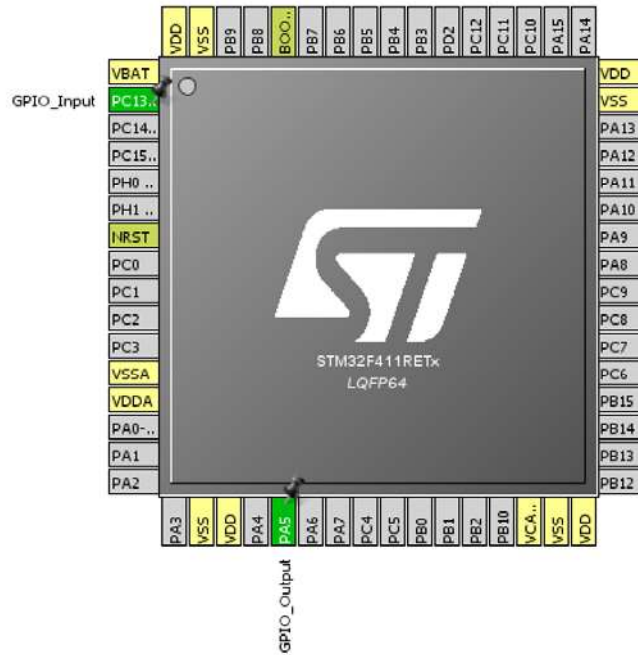 VDD
VSS
PB9
PB8
BOO..
PB7
PB6
PB5
PB4
PB3
PD2
PC12
PC11
PC10
PA15
PA14
VBAT
GPIO_Input
PC13..
PC14..
PC15..
PH0 ..
PH1 ..
NRST
PC0
PC1
PC2
PC3
VSSA
VDDA
PA0-..
PA1
PA2
VDD
VSS
PA13
PA12
PA11
PA10
PA9
PA8
PC9
PC8
PC7
PC6
PB15
PB14
PB13
PB12
ST
STM32F411RETx
LQFP64
PA3
VSS
VDD
PA4
PA5
PA6
PA7
PC4
PC5
PB0
PB1
PB2
PB10
VCA..
VSS
VDD
GPIO_Output